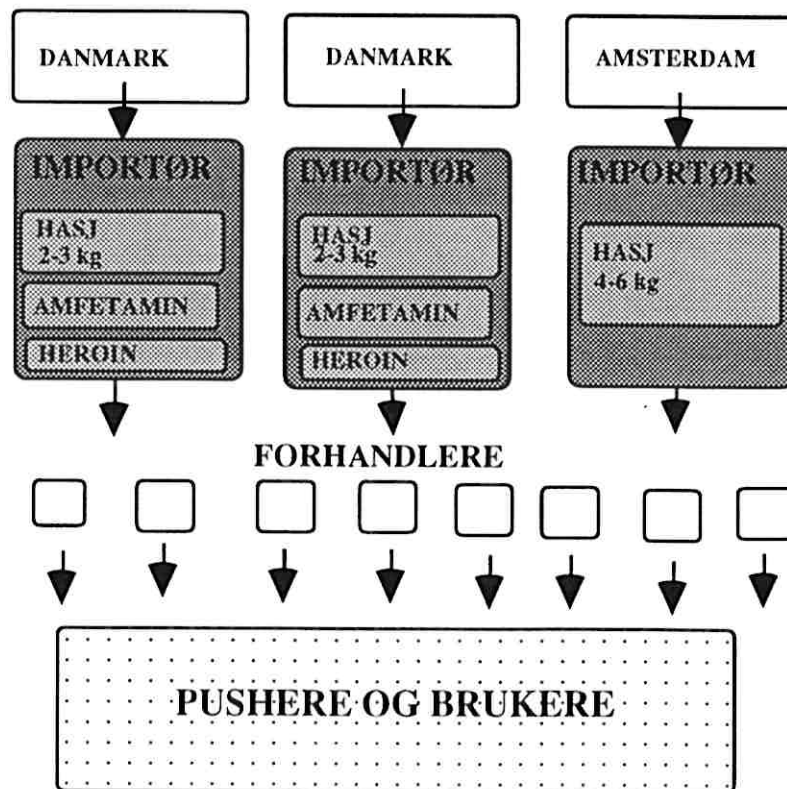 DANMARK
DANMARK
AMSTERDAM
IMPORTØR
IMPORTØR
IMPORTØR
HASJ
2-3 kg
AMFETAMIN
HEROIN
HASJ
2-3 kg
AMFETAMIN
HEROIN
HASJ
4-6 kg
FORHANDLERE
PUSHERE OG BRUKERE